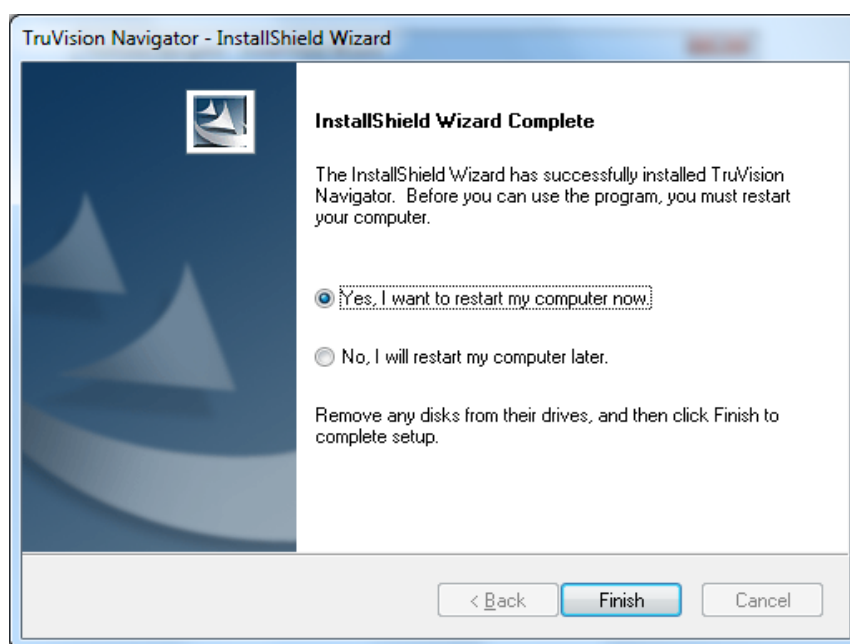 TruVision Navigator - InstallShield Wizard
InstallShield Wizard Complete
The InstallShield Wizard has successfully installed TruVision
Navigator. Before you can use the program, you must restart
your computer.
Yes, I want to restart my computer now.
No, I will restart my computer later.
Remove any disks from their drives, and then click Finish to
complete setup.
< Back
Finish
Cancel